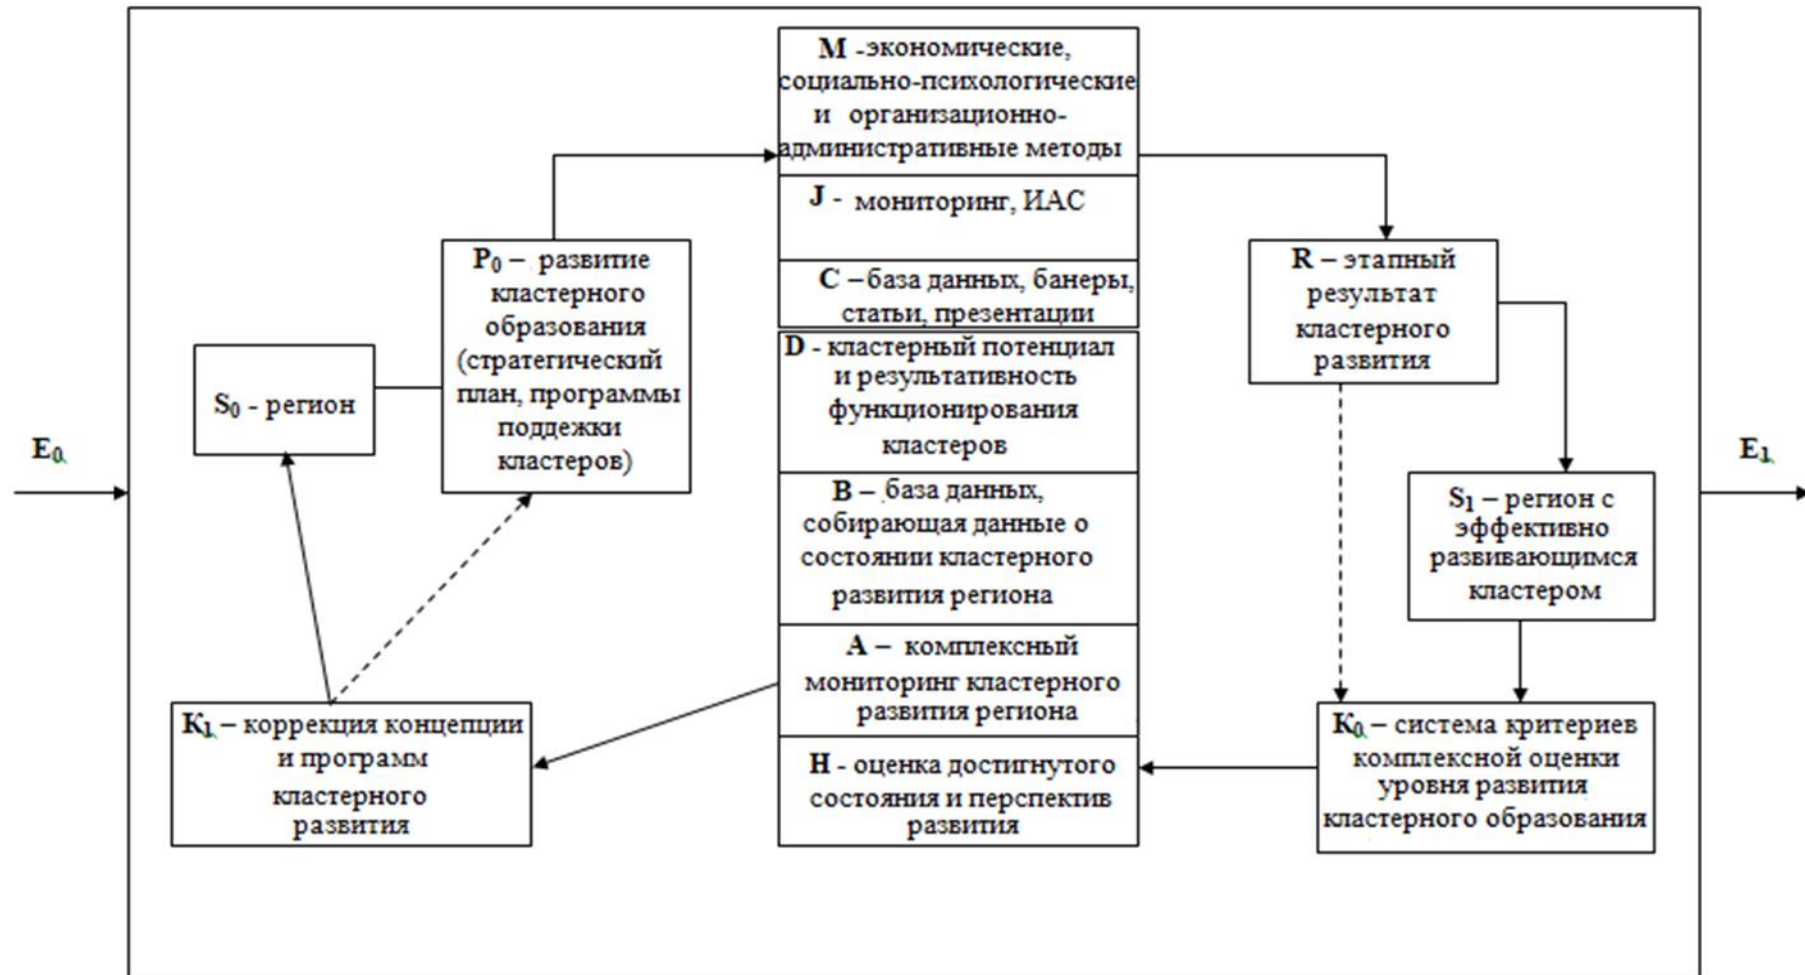 E₀
S₀ - регион
P₀ – развитие
кластерного
образования
(стратегический
план, программы
поддежки
кластеров)
K₁ – коррекция концепции
и программ
кластерного
развития
M -экономические,
социально-психологические
и организационно-
административные методы
J - мониторинг, ИАС
C –база данных, банеры,
статьи, презентации
D - кластерный потенциал
и результативность
функционирования
кластеров
B – база данных,
собирающая данные о
состоянии кластерного
развития региона
A – комплексный
мониторинг кластерного
развития региона
H - оценка достигнутого
состояния и перспектив
развития
R – этапный
результат
кластерного
развития
S₁ – регион с
эффективно
развивающимся
кластером
K₀ – система критериев
комплексной оценки
уровня развития
кластерного образования
E₁